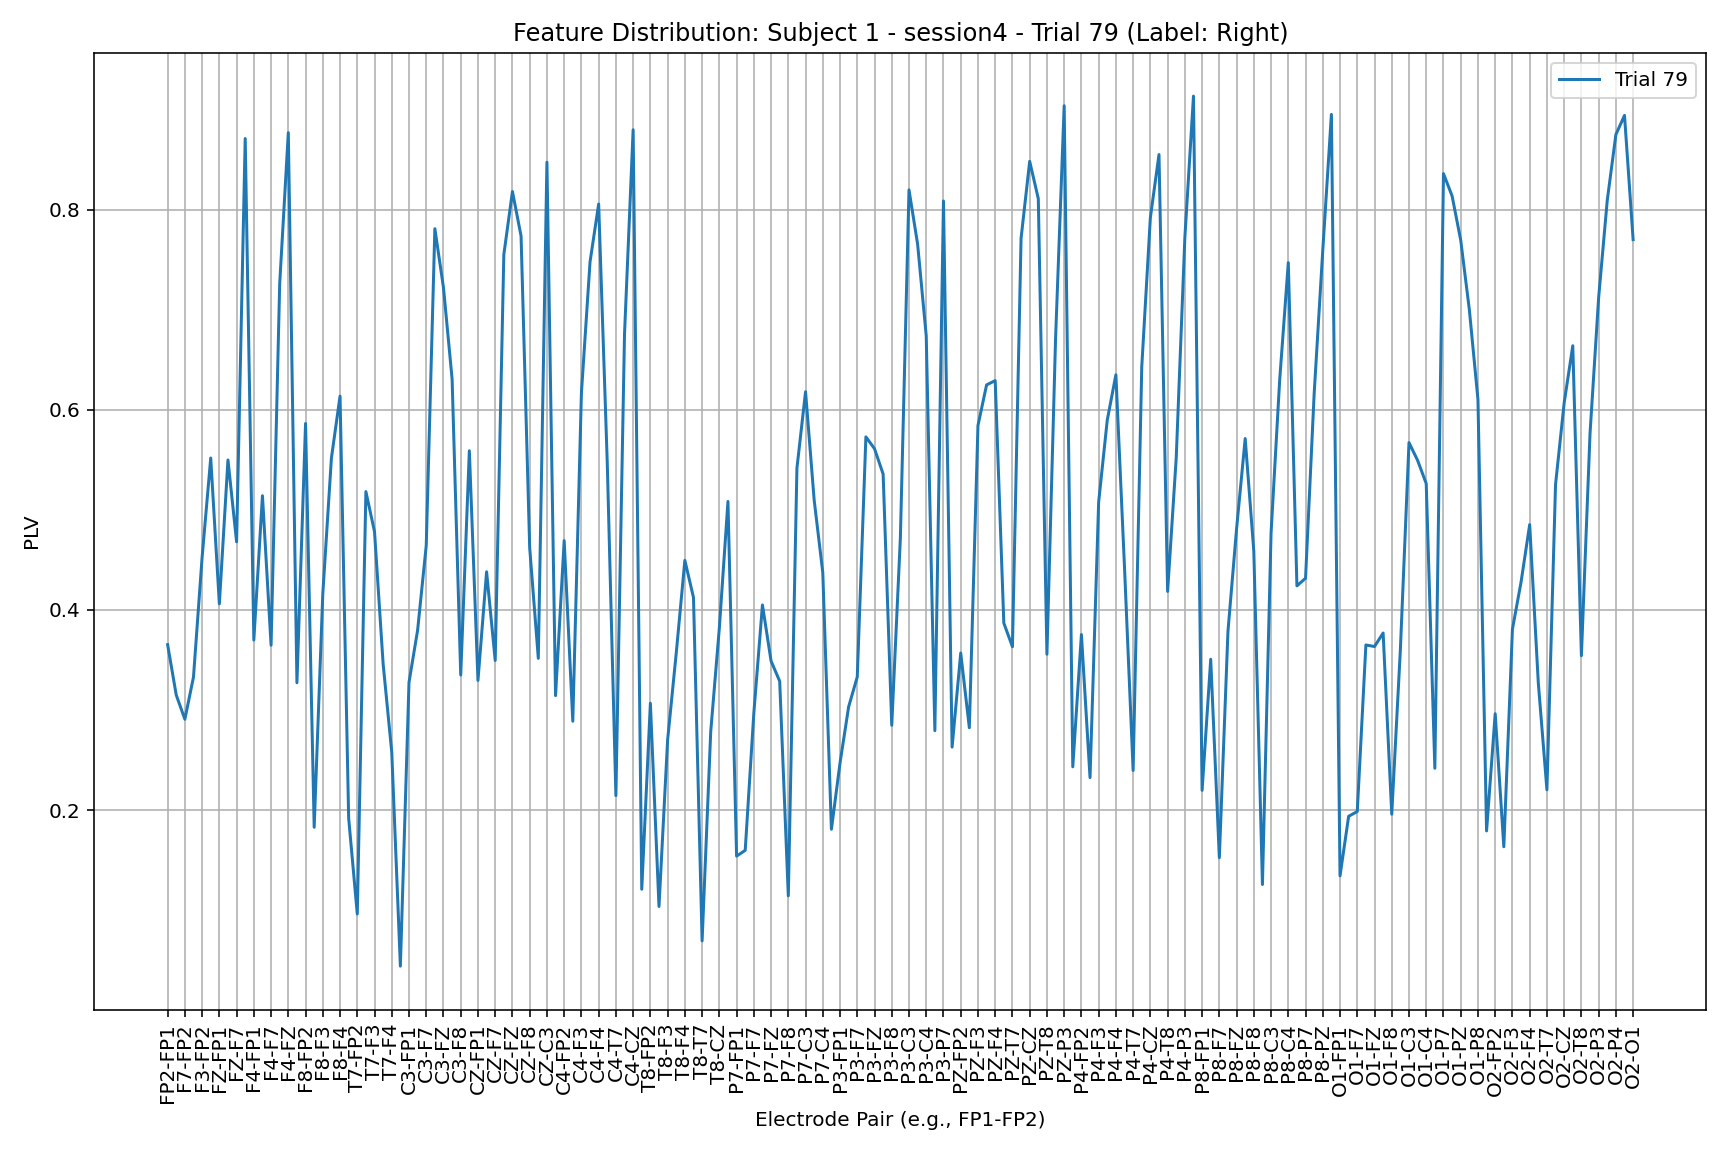 Feature Distribution: Subject 1 - session4 - Trial 79 (Label: Right)
Trial 79
PLV
0.8
0.6
0.4
0.2
FP2-FP1
F7-FP2
F3-FP2
FZ-FP1
FZ-F7
F4-FP1
F4-F7
F4-FZ
F8-FP2
F8-F3
F8-F4
T7-FP2
T7-F3
T7-F4
C3-FP1
C3-F7
C3-FZ
C3-F8
CZ-FP1
CZ-F7
CZ-FZ
CZ-F8
CZ-C3
C4-FP2
C4-F3
C4-F4
C4-T7
C4-CZ
T8-FP2
T8-F3
T8-F4
T8-T7
T8-CZ
P7-FP1
P7-F7
P7-FZ
P7-F8
P7-C3
P7-C4
P3-FP1
P3-F7
P3-FZ
P3-F8
P3-C3
P3-C4
P3-P7
PZ-FP2
PZ-F3
PZ-F4
PZ-T7
PZ-CZ
PZ-T8
PZ-P3
P4-FP2
P4-F3
P4-F4
P4-T7
P4-CZ
P4-T8
P4-P3
P8-FP1
P8-F7
P8-FZ
P8-F8
P8-C3
P8-C4
P8-P7
P8-PZ
O1-FP1
O1-F7
O1-FZ
O1-F8
O1-C3
O1-C4
O1-P7
O1-PZ
O1-P8
O2-FP2
O2-F3
O2-F4
O2-T7
O2-CZ
O2-T8
O2-P3
O2-P4
O2-O1
Electrode Pair (e.g., FP1-FP2)